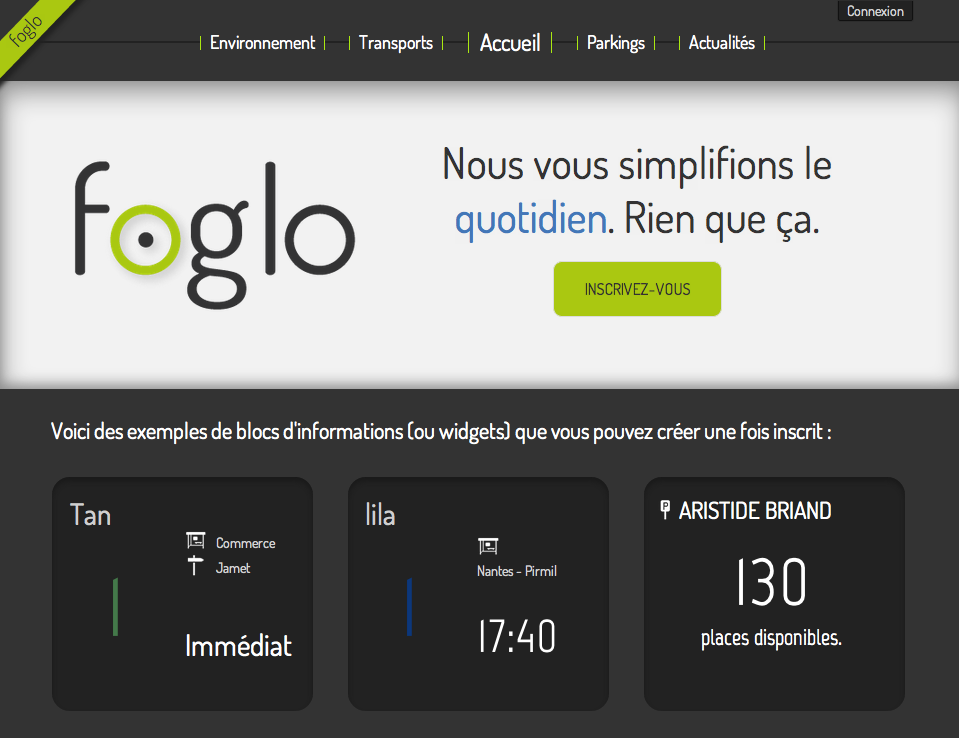 foglo
Connexion
Environnement Transports Accueil Parkings Actualités
foglo
Nous vous simplifions le
quotidien. Rien que ça.
INSCRIVEZ-VOUS
Voici des exemples de blocs d'informations (ou widgets) que vous pouvez créer une fois inscrit :
Tan
Commerce
Jamet
Immédiat
lila
Nantes - Pirmil
17:40
P ARISTIDE BRIAND
130
places disponibles.